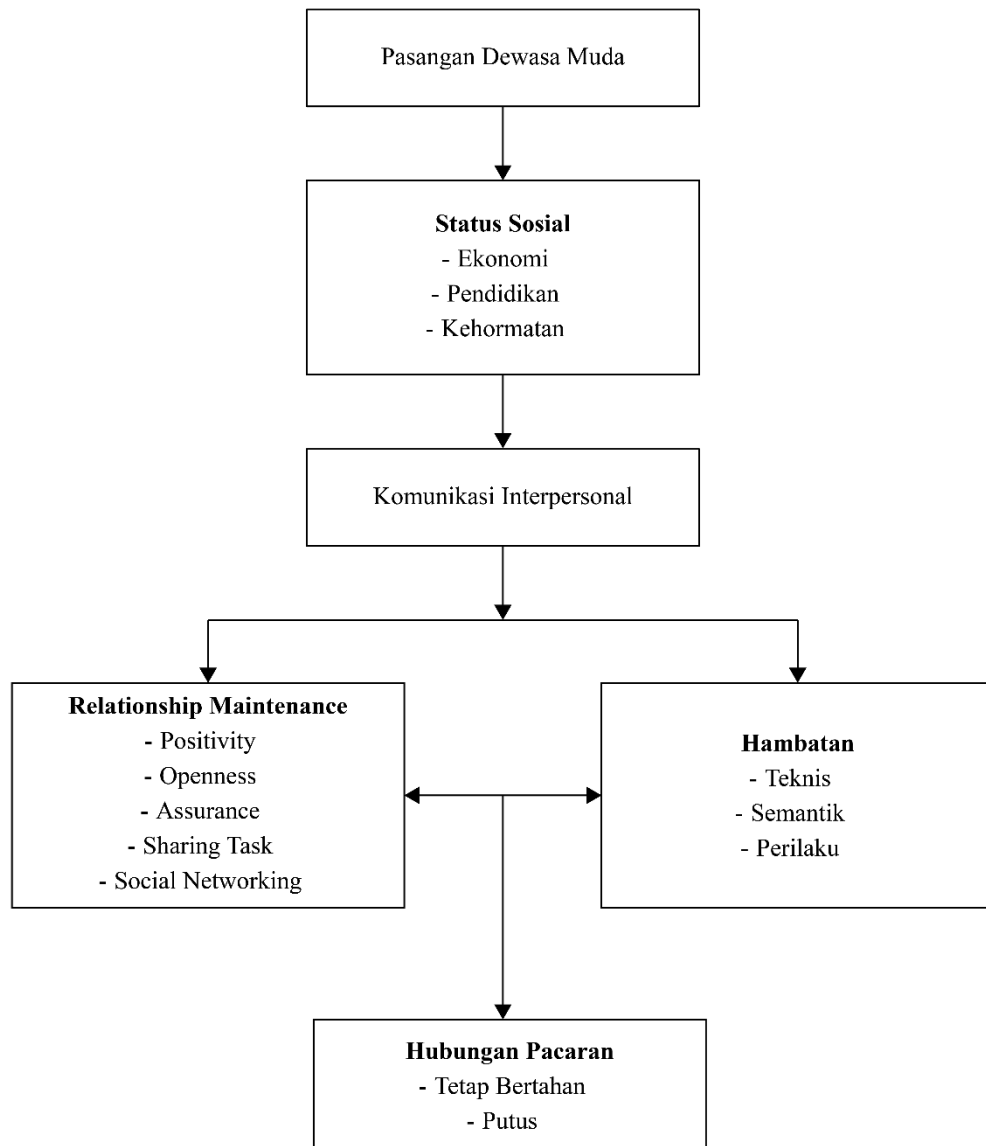 Pasangan Dewasa Muda
Status Sosial
- Ekonomi
- Pendidikan
- Kehormatan
Komunikasi Interpersonal
Relationship Maintenance
- Positivity
- Openness
- Assurance
- Sharing Task
- Social Networking
Hambatan
- Teknis
- Semantik
- Perilaku
Hubungan Pacaran
- Tetap Bertahan
- Putus